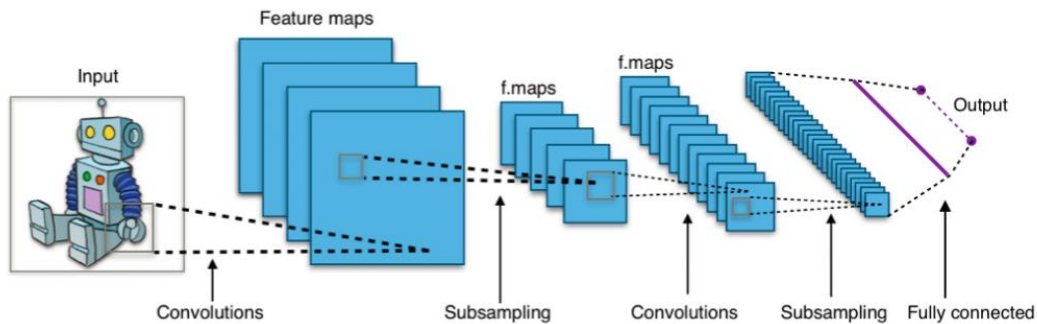 Feature maps
Input
f.maps
f.maps
Output
Convolutions
Subsampling
Convolutions
Subsampling
Fully connected